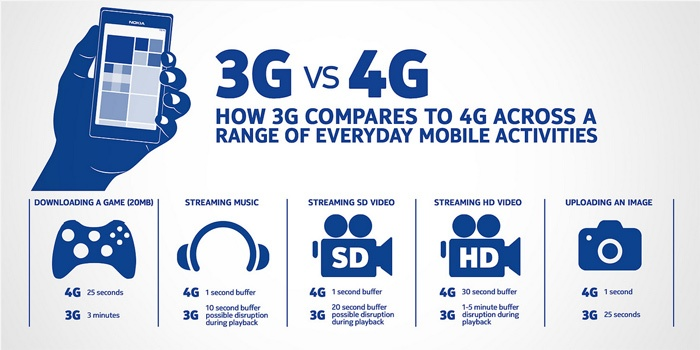 NOKIA
3G VS 4G
HOW 3G COMPARES TO 4G ACROSS A
RANGE OF EVERYDAY MOBILE ACTIVITIES
DOWNLOADING A GAME (20MB)
4G 25 seconds
3G 3 minutes
STREAMING MUSIC
4G 1 second buffer
3G 10 second buffer
possible disruption
during playback
STREAMING SD VIDEO
SD
4G 1 second buffer
3G 20 second buffer
possible disruption
during playback
STREAMING HD VIDEO
HD
4G 30 second buffer
3G 1-5 minute buffer
disruption during
playback
UPLOADING AN IMAGE
4G 1 second
3G 25 seconds